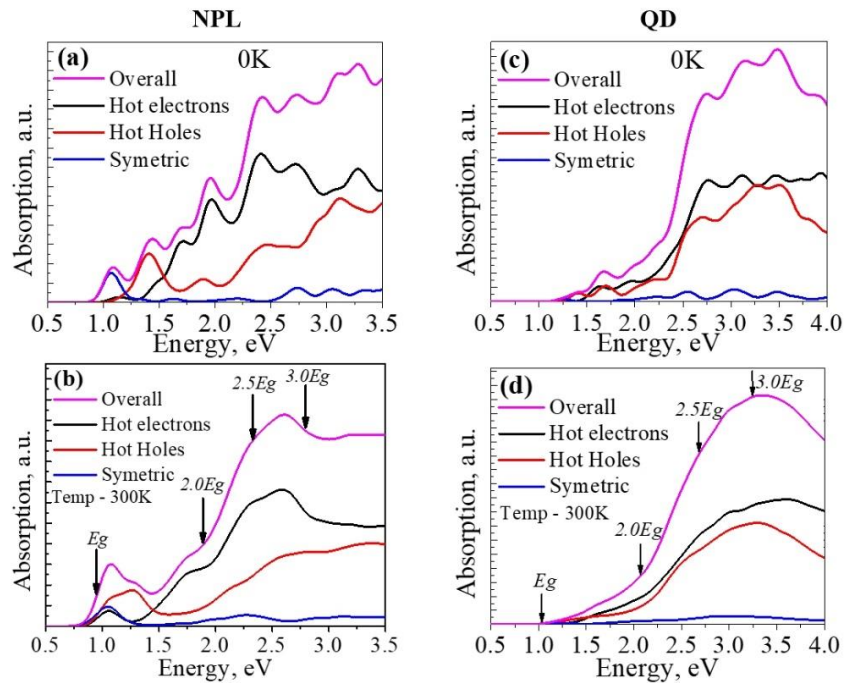 NPL
QD
(a)
0K
Overall
Hot electrons
Hot Holes
Symetric
Absorption, a.u.
0.5 1.0 1.5 2.0 2.5 3.0 3.5
Energy, eV
(c)
0K
Overall
Hot electrons
Hot Holes
Symetric
Absorption, a.u.
0.5 1.0 1.5 2.0 2.5 3.0 3.5 4.0
Energy, eV
(b)
Overall
Hot electrons
Hot Holes
Symetric
Temp - 300K
Eg
2.0Eg
2.5Eg
3.0Eg
Absorption, a.u.
0.5 1.0 1.5 2.0 2.5 3.0 3.5
Energy, eV
(d)
Overall
Hot electrons
Hot Holes
Symetric
Temp - 300K
Eg
2.0Eg
2.5Eg
3.0Eg
Absorption, a.u.
0.5 1.0 1.5 2.0 2.5 3.0 3.5 4.0
Energy, eV